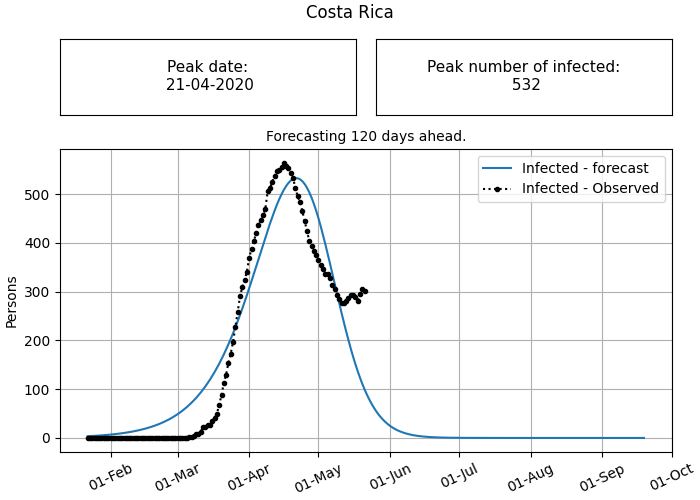 Costa Rica
Peak date:
21-04-2020
Peak number of infected:
532
Forecasting 120 days ahead.
Infected - forecast
Infected - Observed
Persons
500
400
300
200
100
0
01-Feb
01-Mar
01-Apr
01-May
01-Jun
01-Jul
01-Aug
01-Sep
01-Oct